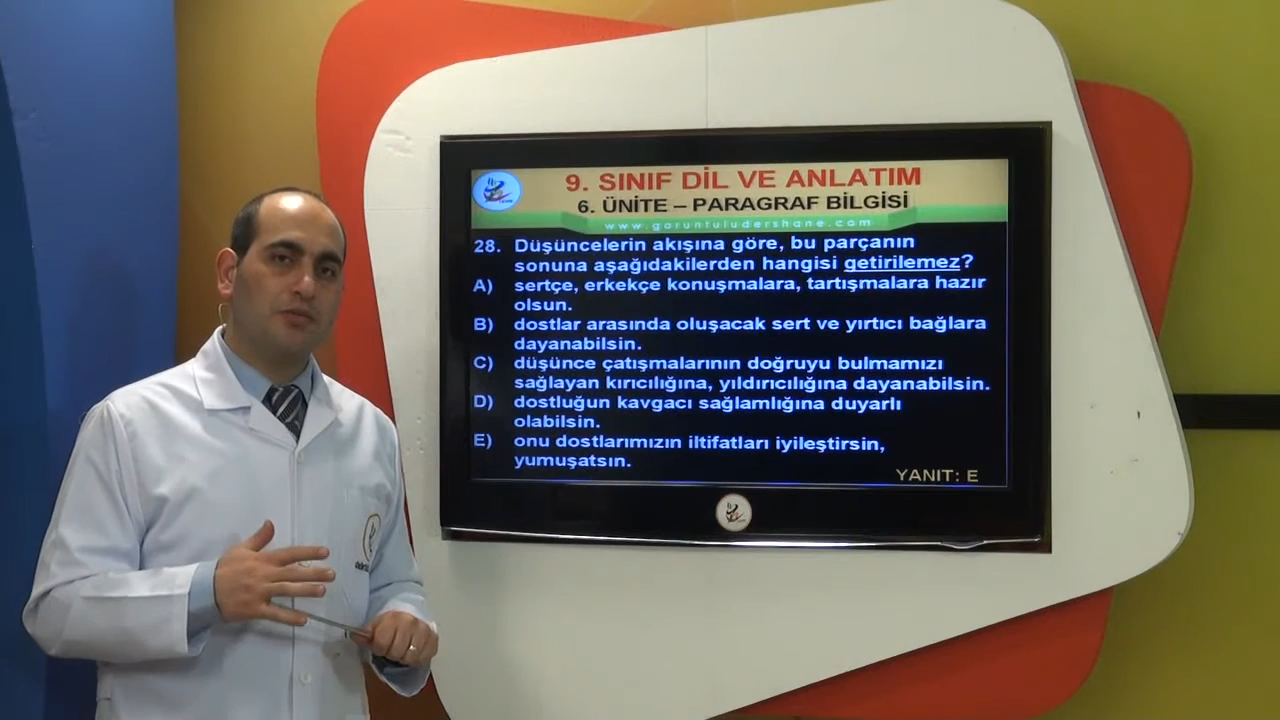 9. SINIF DİL VE ANLATIM
6. ÜNİTE – PARAGRAF BİLGİSİ
www.goruntuludershane.com
28. Düşüncelerin akışına göre, bu parçanın
sonuna aşağıdakilerden hangisi getirilemez?
A) sertçe, erkekçe konuşmalara, tartışmalara hazır
olsun.
B) dostlar arasında oluşacak sert ve yırtıcı bağlara
dayanabilsin.
C) düşünce çatışmalarının doğruyu bulmamızı
sağlayan kırıcılığına, yıldırıcılığına dayanabilsin.
D) dostluğun kavgacı sağlamlığına duyarlı
olabilsin.
E) onu dostlarımızın iltifatları iyileştirsin,
yumuşatsın.
YANIT: E